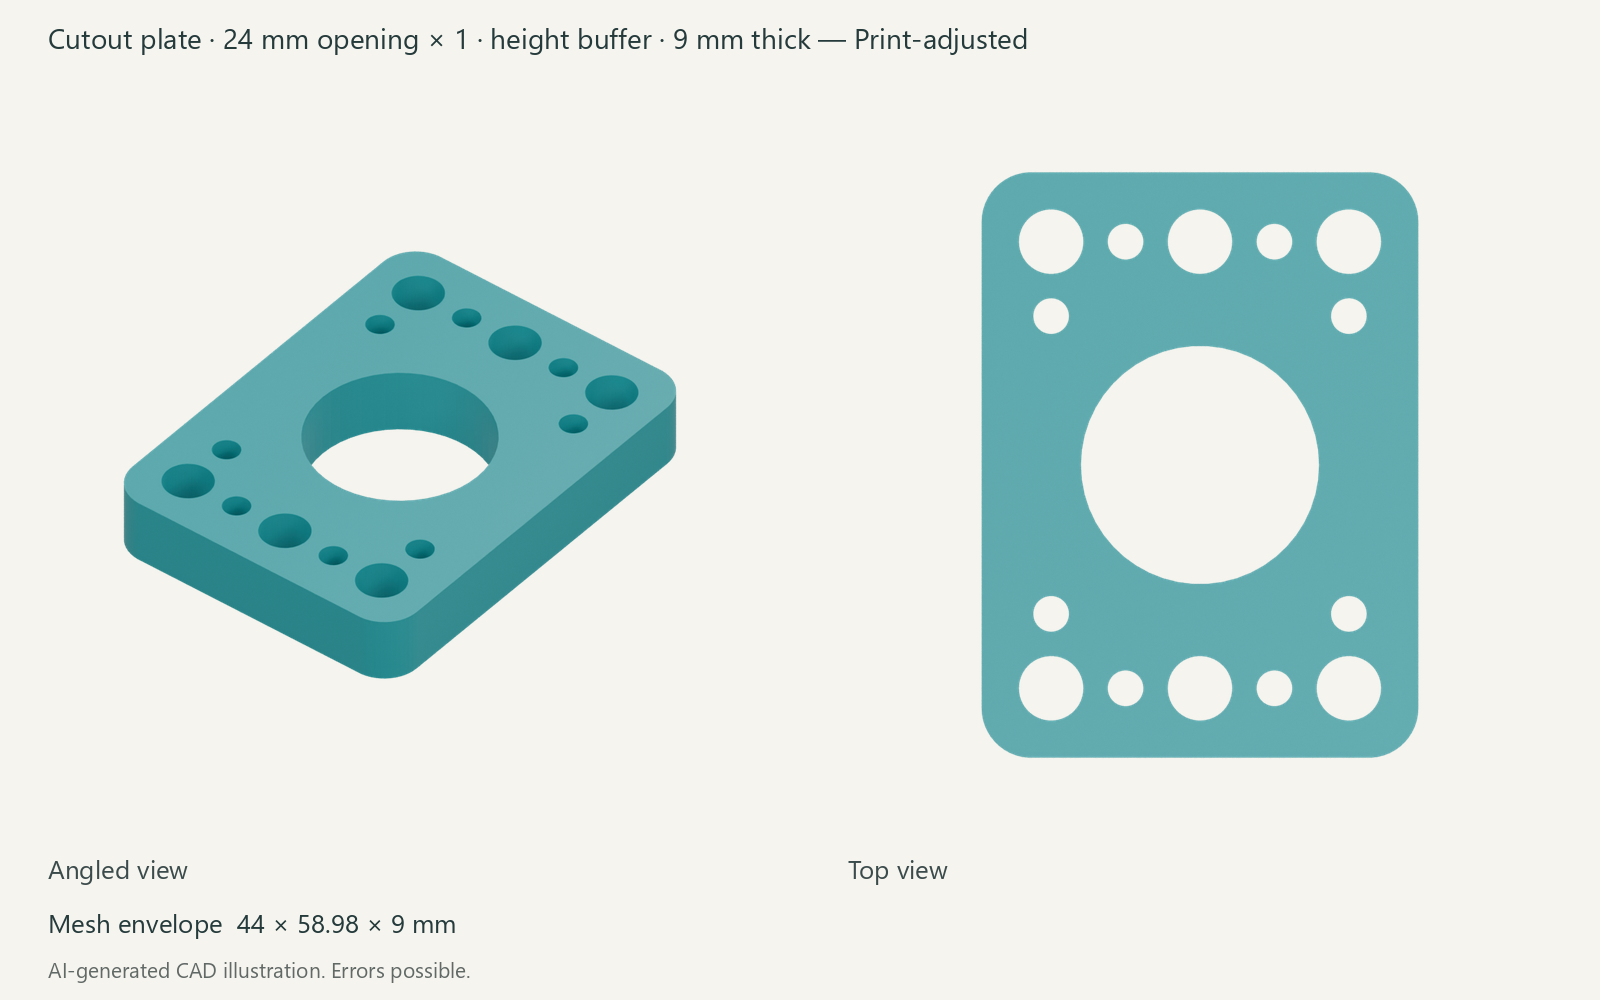 Cutout plate · 24 mm opening × 1 · height buffer · 9 mm thick — Print-adjusted
Angled view
Top view
Mesh envelope 44 × 58.98 × 9 mm
AI-generated CAD illustration. Errors possible.